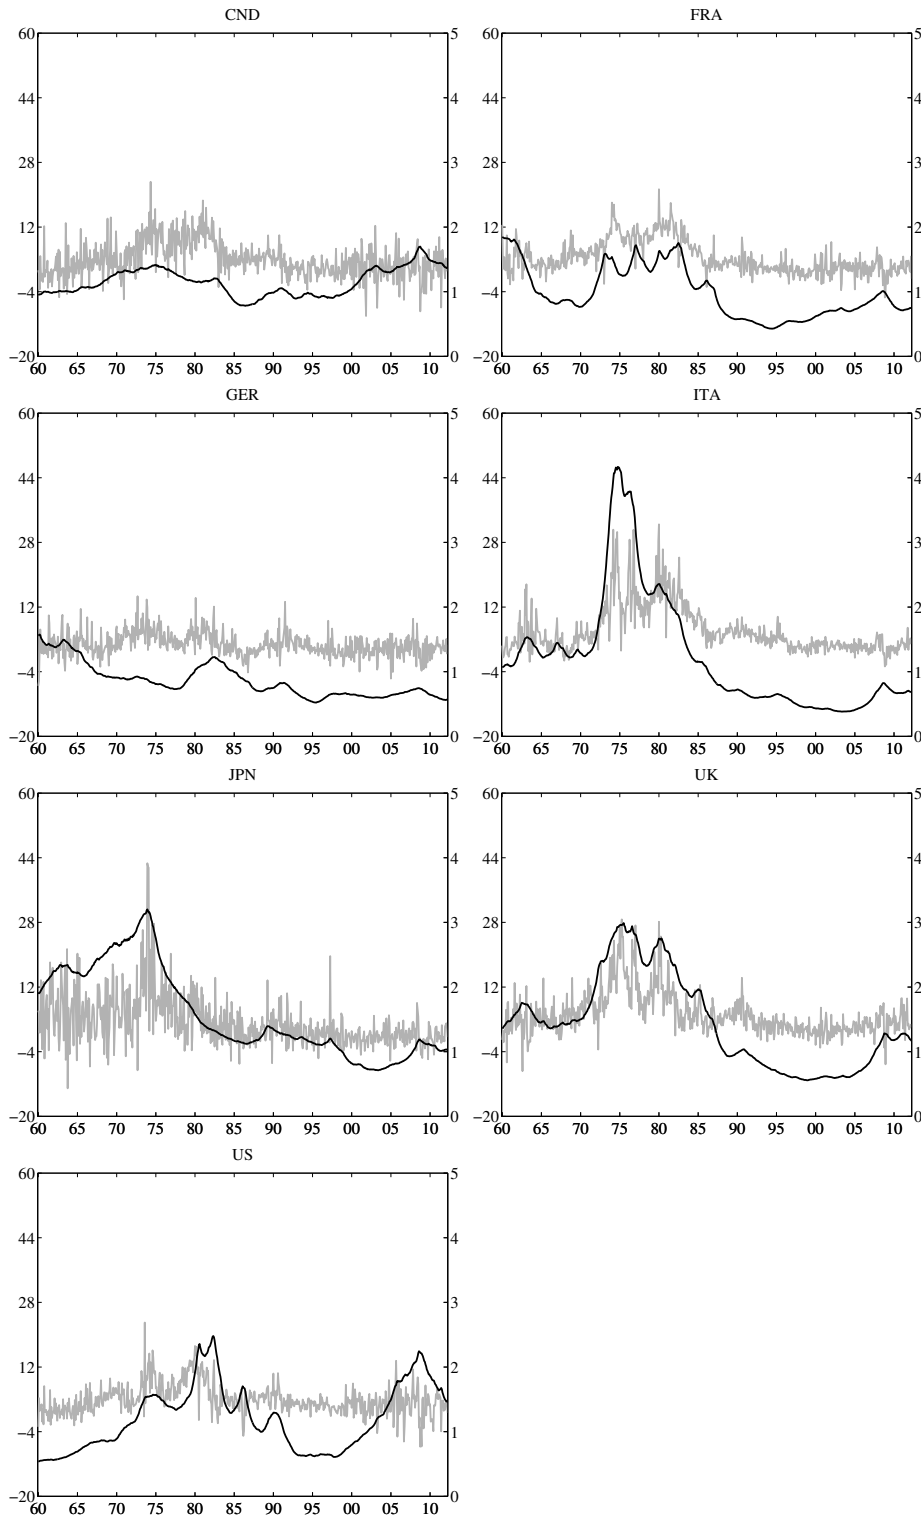 CND FRA
60 5 60 5
44 4 44 4
28 3 28 3
12 2 12 2
−4 1 −4 1
−20 0 −20 0
60 65 70 75 80 85 90 95 00 05 10 60 65 70 75 80 85 90 95 00 05 10
GER ITA
60 5 60 5
44 4 44 4
28 3 28 3
12 2 12 2
−4 1 −4 1
−20 0 −20 0
60 65 70 75 80 85 90 95 00 05 10 60 65 70 75 80 85 90 95 00 05 10
JPN UK
60 5 60 5
44 4 44 4
28 3 28 3
12 2 12 2
−4 1 −4 1
−20 0 −20 0
60 65 70 75 80 85 90 95 00 05 10 60 65 70 75 80 85 90 95 00 05 10
US
60 5
44 4
28 3
12 2
−4 1
−20 0
60 65 70 75 80 85 90 95 00 05 10